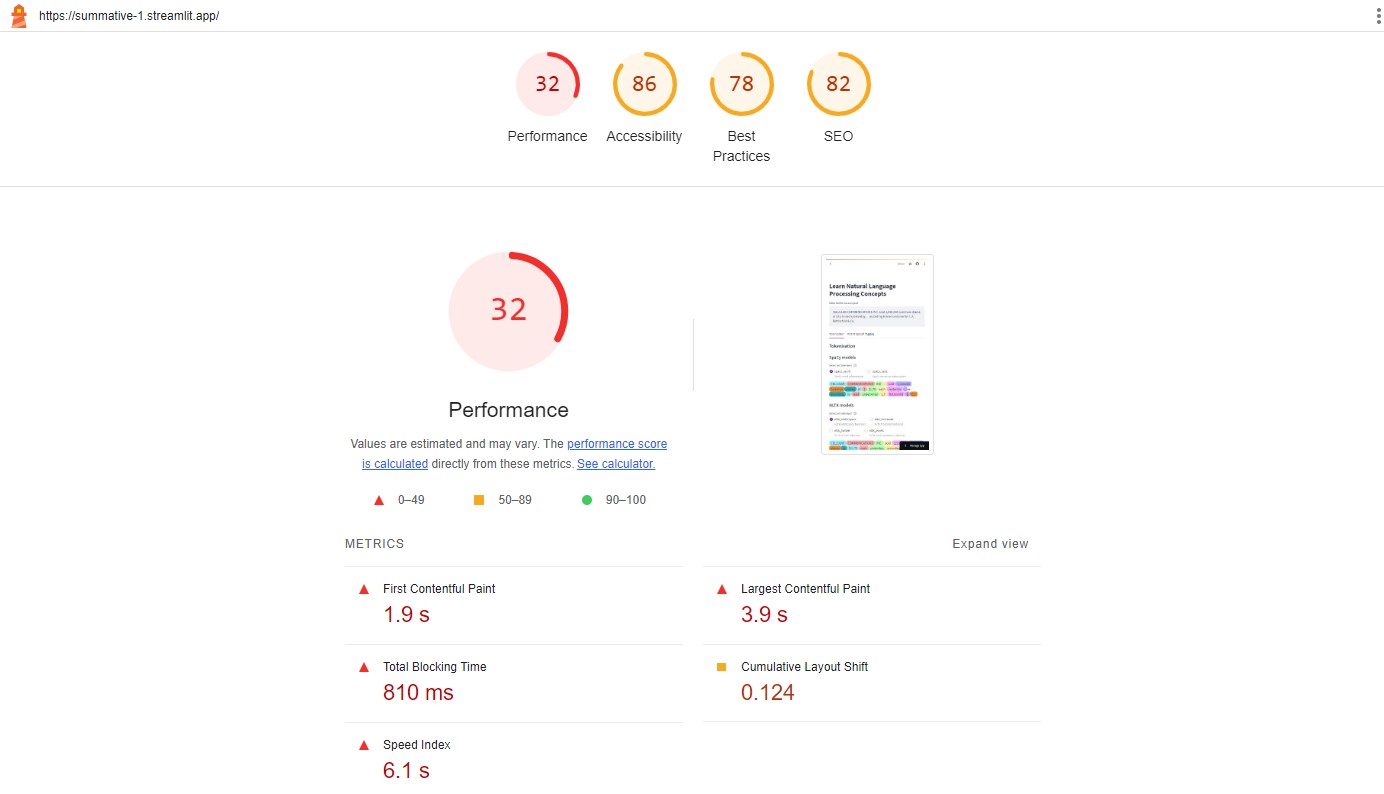 https://summative-1.streamlit.app/
32
86
78
82
Performance
Accessibility
Best
Practices
SEO
32
Performance
Values are estimated and may vary. The performance score
is calculated directly from these metrics. See calculator.
0–49
50–89
90–100
Learn Natural Language
Processing Concepts
Tokenisation
SpaCy models
NLTK models
METRICS
Expand view
First Contentful Paint
1.9 s
Largest Contentful Paint
3.9 s
Total Blocking Time
810 ms
Cumulative Layout Shift
0.124
Speed Index
6.1 s